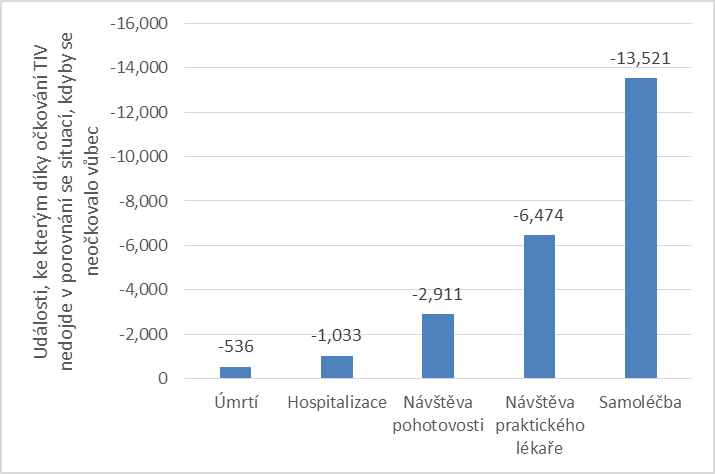 Události, ke kterým díky očkování TIV
nedojde v porovnání se situací, kdyby se
neočkovalo vůbec
-16,000
-14,000
-12,000
-10,000
-8,000
-6,000
-4,000
-2,000
0
-536
-1,033
-2,911
-6,474
-13,521
Úmrtí
Hospitalizace
Návštěva
pohotovosti
Návštěva
praktického
lékaře
Samoléčba